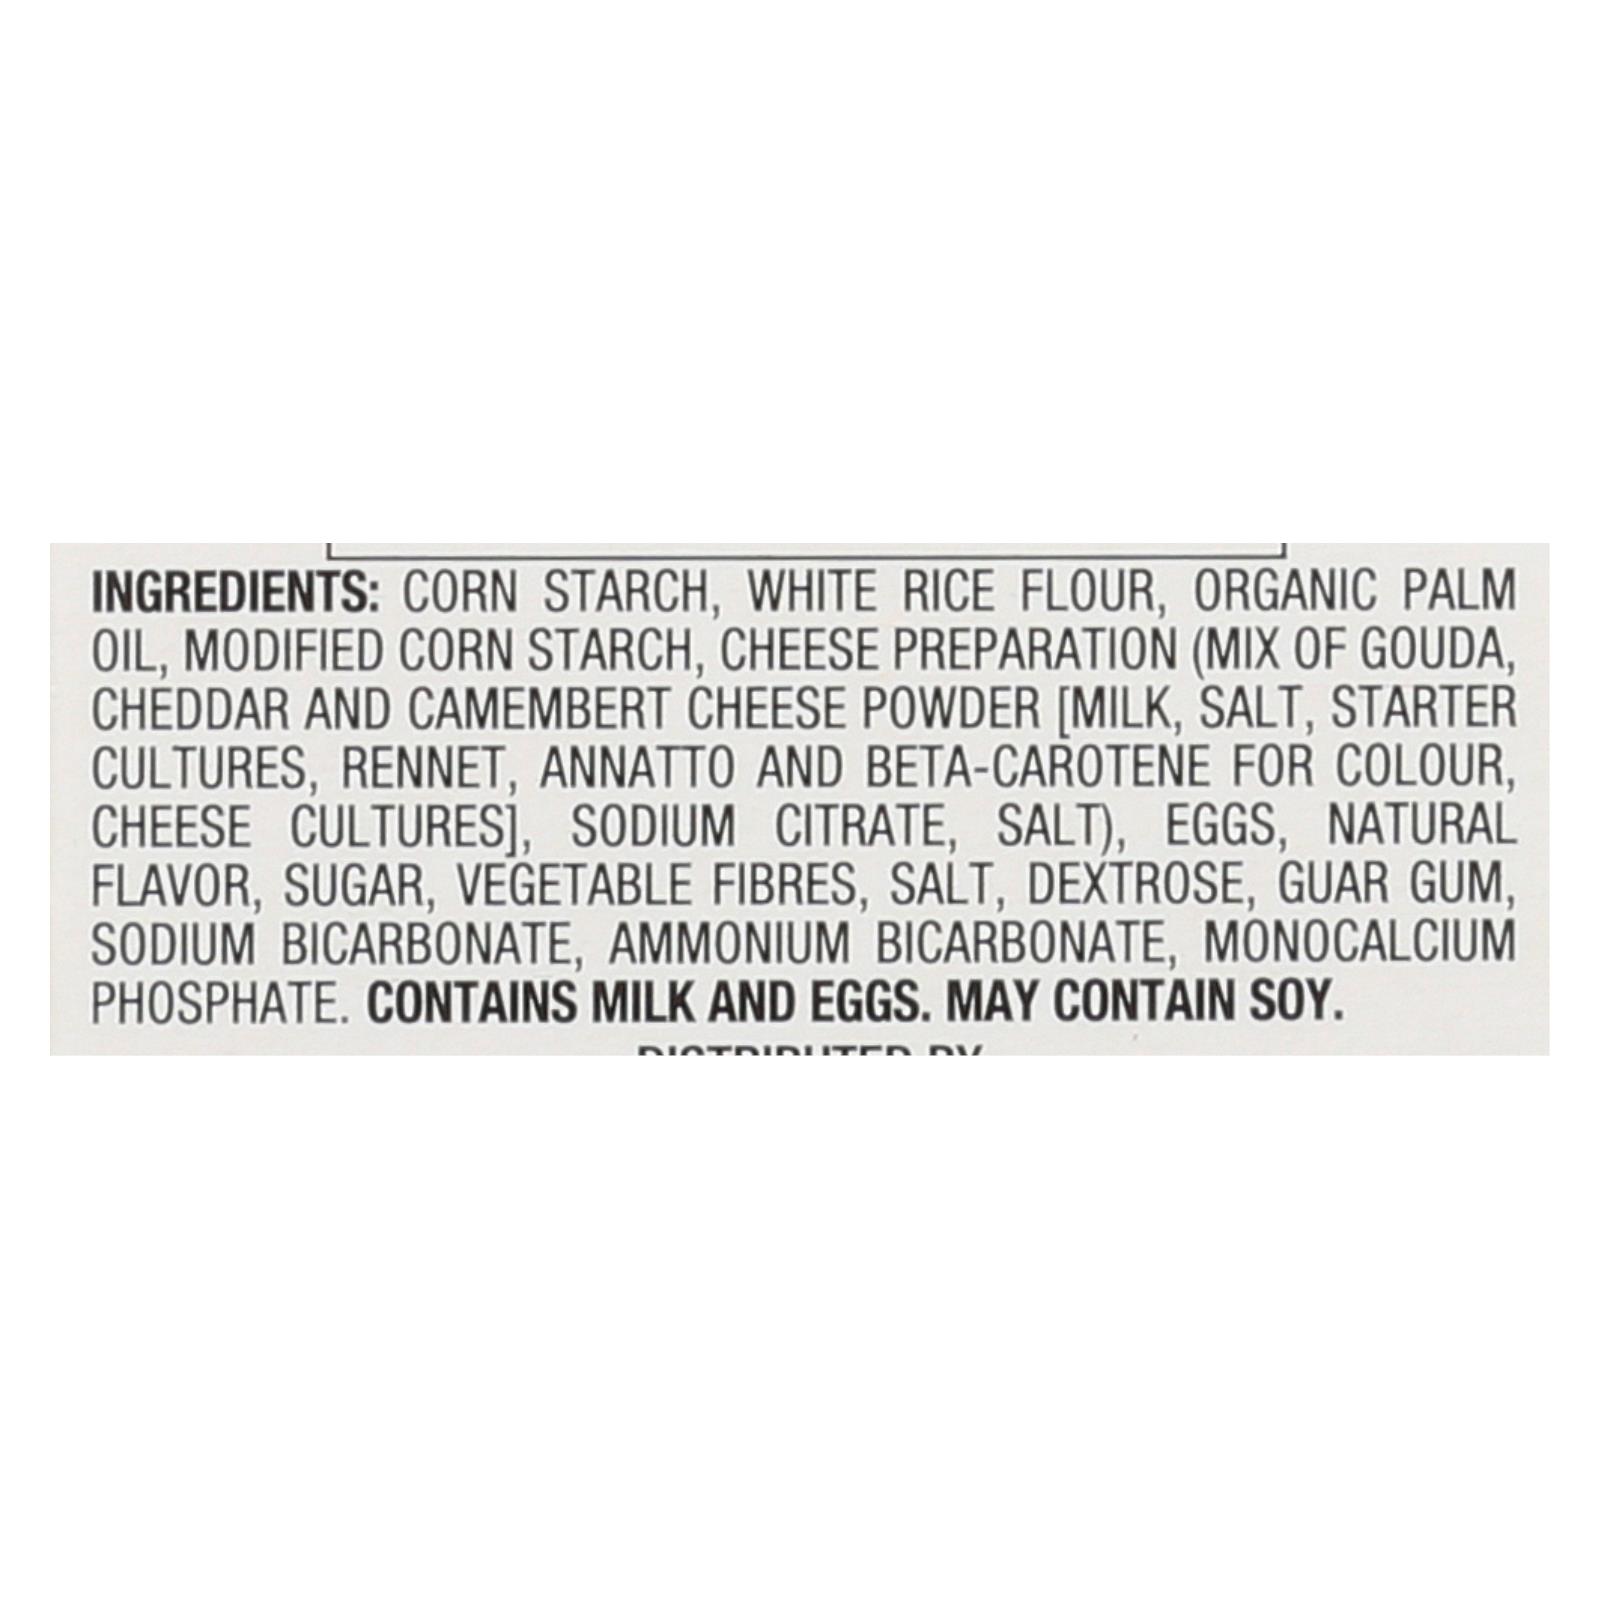 INGREDIENTS: CORN STARCH, WHITE RICE FLOUR, ORGANIC PALM
OIL, MODIFIED CORN STARCH, CHEESE PREPARATION (MIX OF GOUDA,
CHEDDAR AND CAMEMBERT CHEESE POWDER [MILK, SALT, STARTER
CULTURES, RENNET, ANNATTO AND BETA-CAROTENE FOR COLOUR,
CHEESE CULTURES], SODIUM CITRATE, SALT), EGGS, NATURAL
FLAVOR, SUGAR, VEGETABLE FIBRES, SALT, DEXTROSE, GUAR GUM,
SODIUM BICARBONATE, AMMONIUM BICARBONATE, MONOCALCIUM
PHOSPHATE. CONTAINS MILK AND EGGS. MAY CONTAIN SOY.
DISTRIBUTED BY